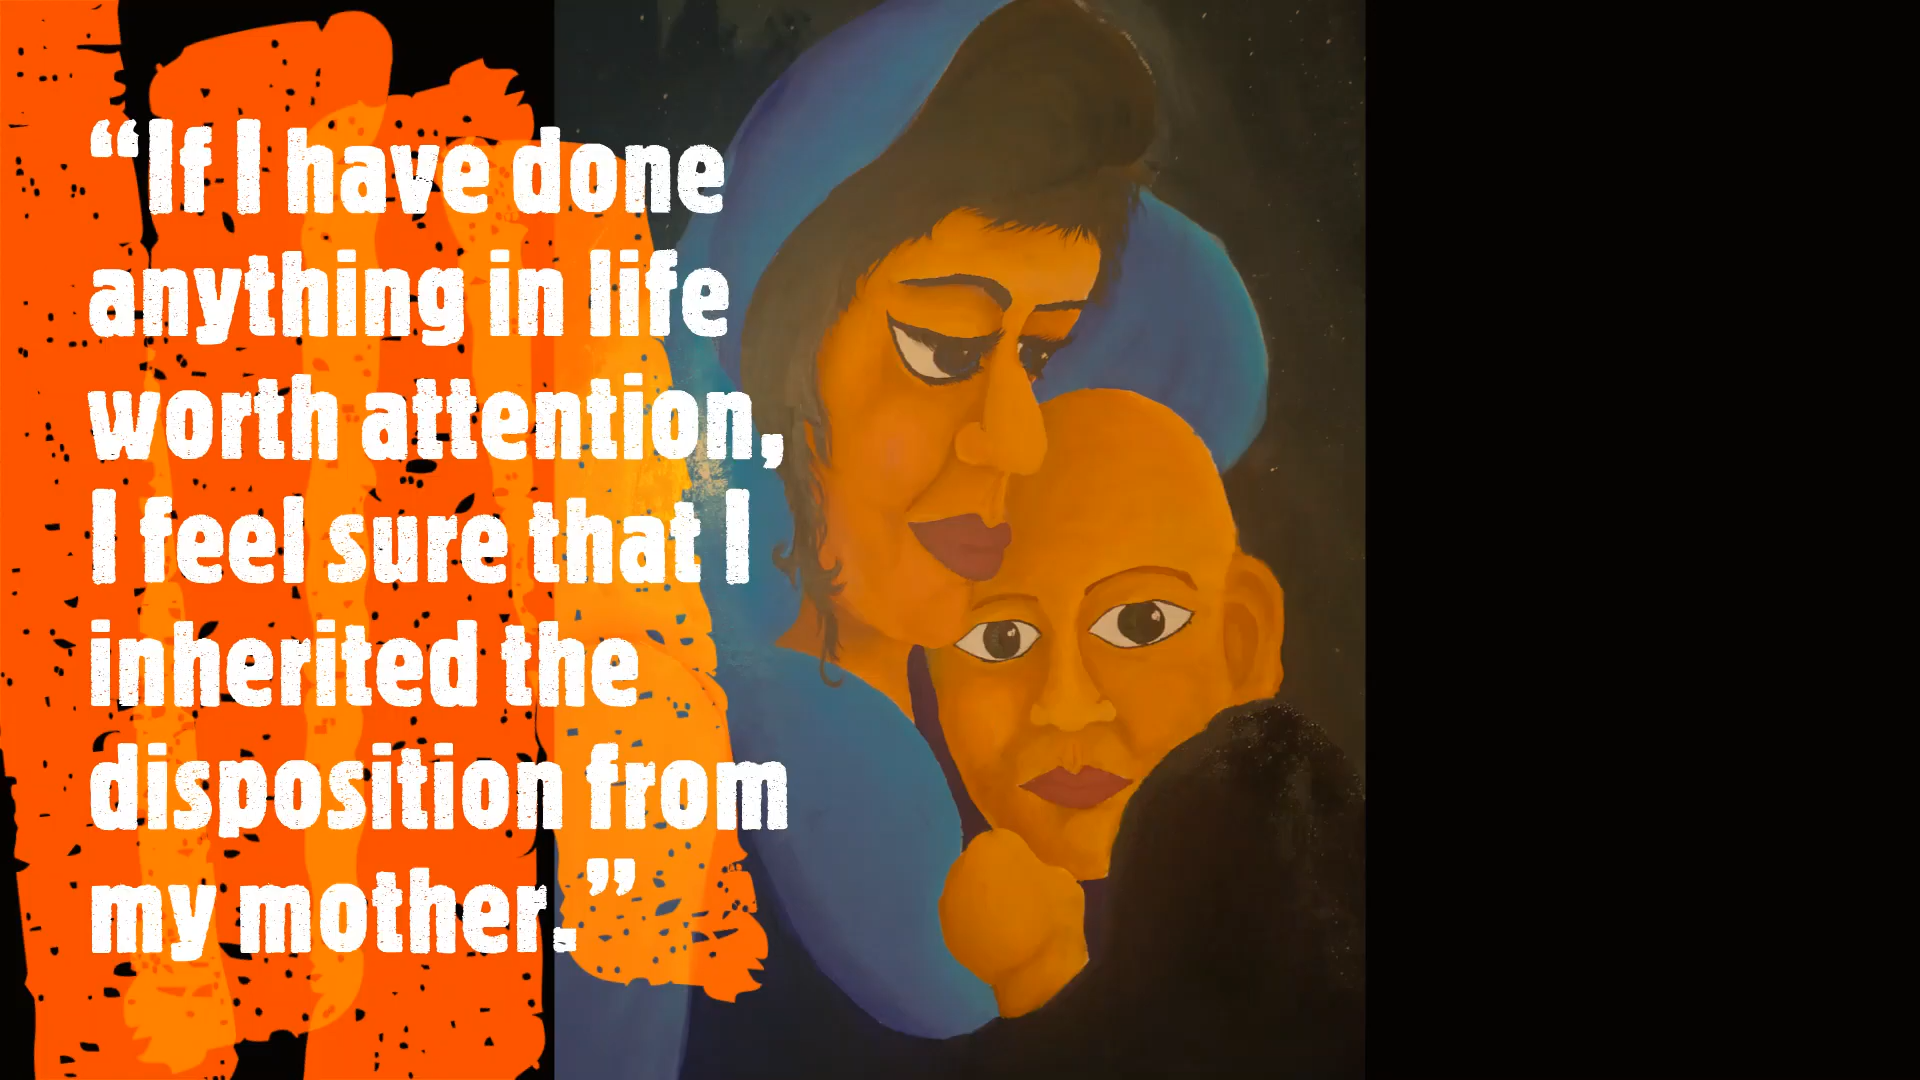 “If I have done
anything in life
worth attention,
I feel sure that I
inherited the
disposition from
my mother.”